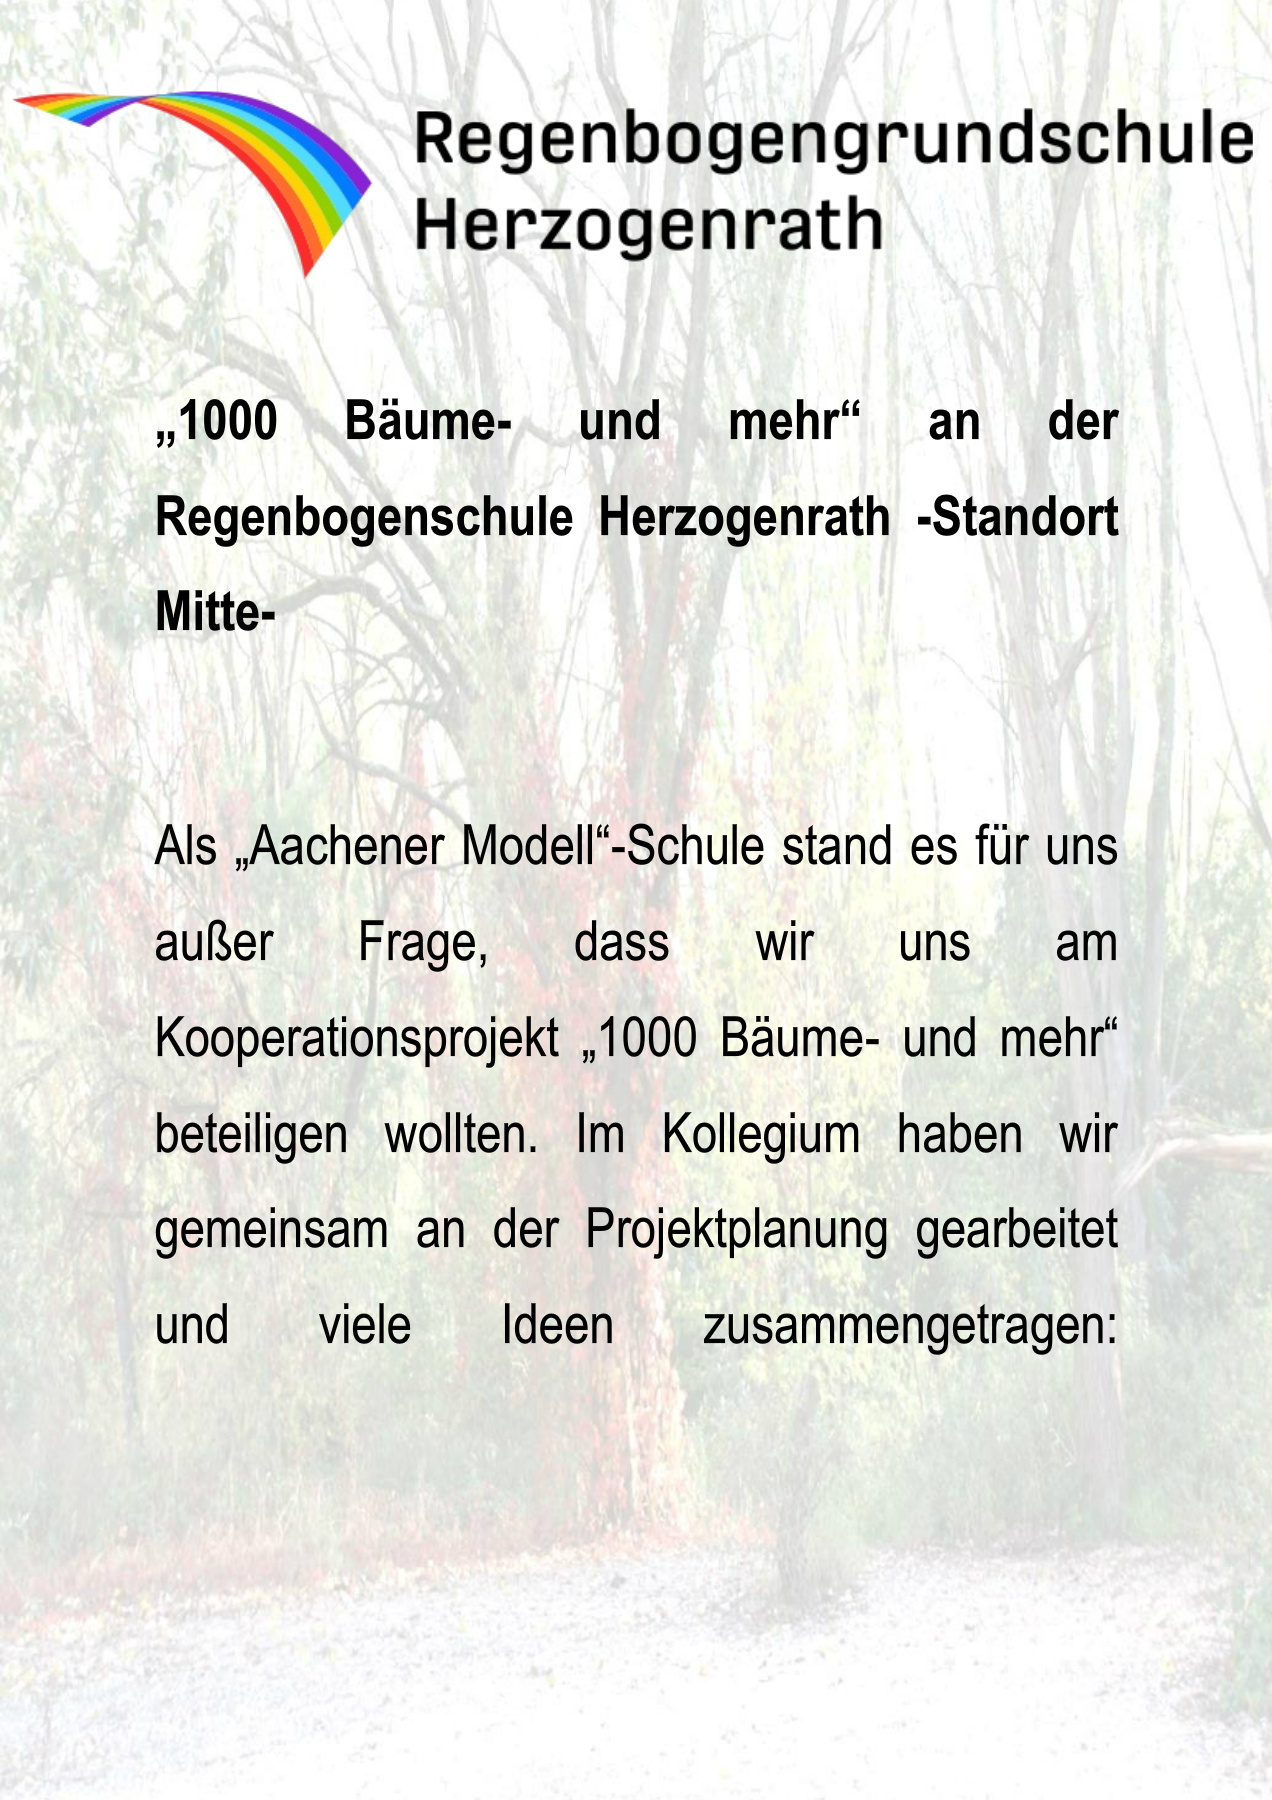 Regenbogengrundschule
Herzogenrath
„1000 Bäume- und mehr“ an der
Regenbogenschule Herzogenrath -Standort
Mitte-
Als „Aachener Modell“-Schule stand es für uns
außer Frage, dass wir uns am
Kooperationsprojekt „1000 Bäume- und mehr“
beteiligen wollten. Im Kollegium haben wir
gemeinsam an der Projektplanung gearbeitet
und viele Ideen zusammengetragen: